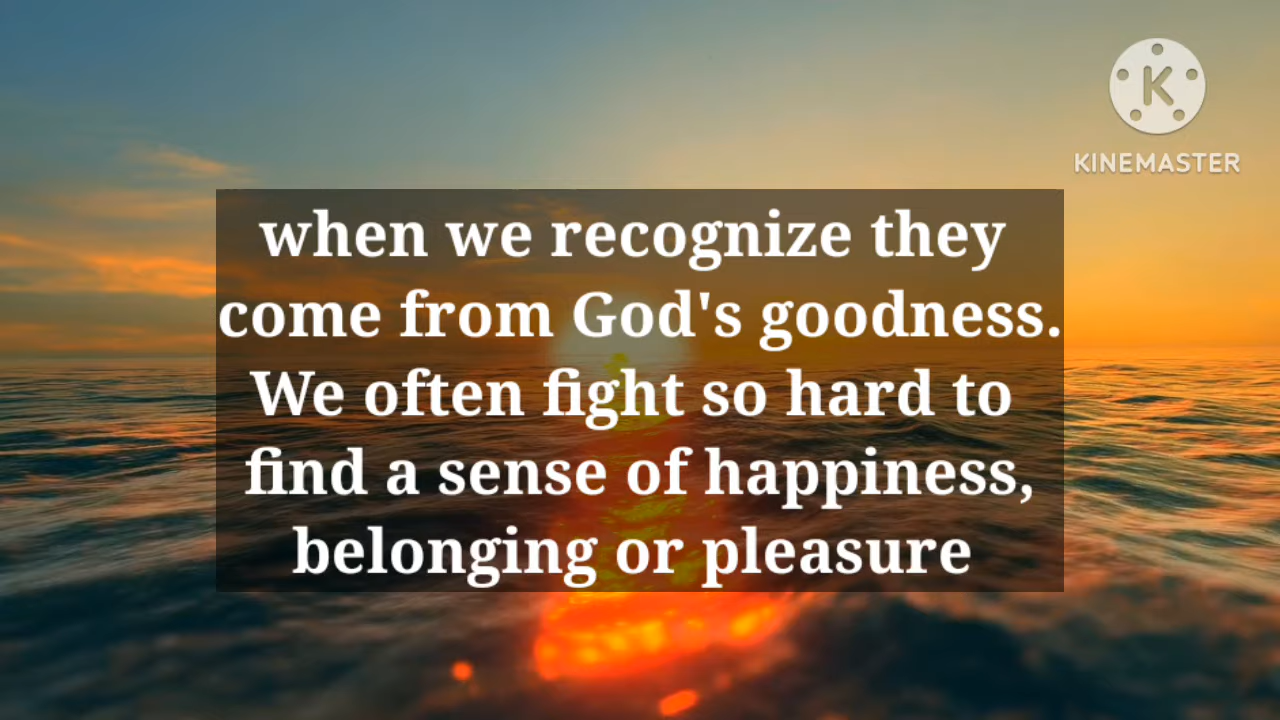 K
KINEMASTER
when we recognize they
come from God's goodness.
We often fight so hard to
find a sense of happiness,
belonging or pleasure